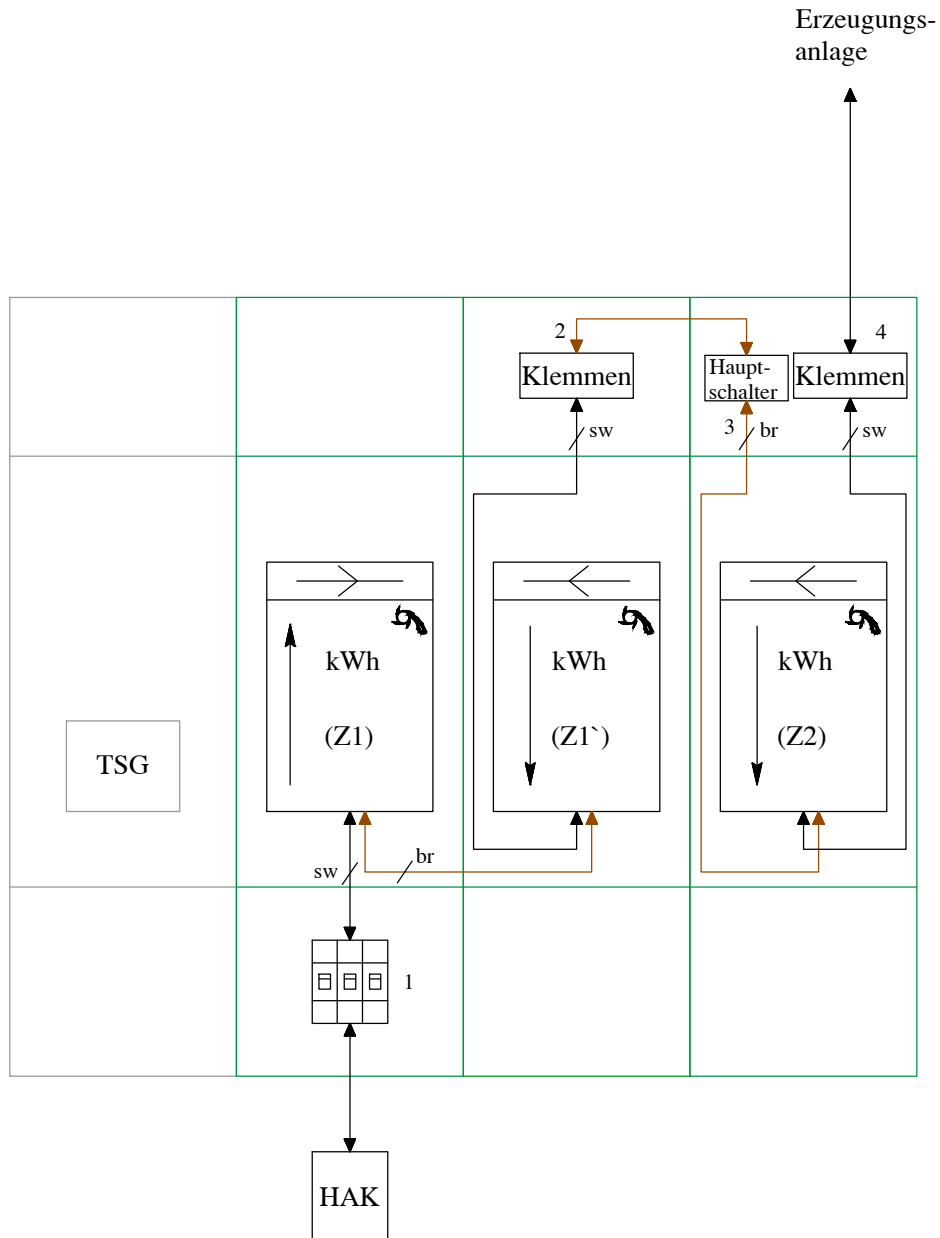 Erzeugungs-
anlage
2
4
Klemmen
Haupt-
schalter
Klemmen
sw
3
br
sw
kWh
kWh
kWh
(Z1)
(Z1`)
(Z2)
TSG
sw
br
1
HAK